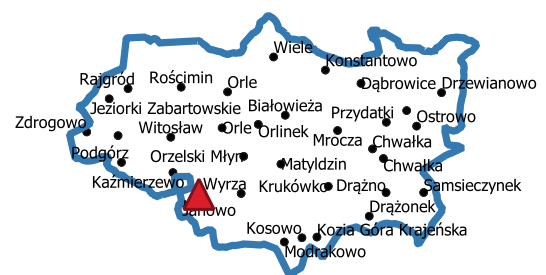 Wiele
Konstantowo
Rajgród
Rościmin
Orle
Dąbrowice
Drzewianowo
Jeziorki Zabartowskie
Białowieża
Przydatki
Ostrowo
Zdrogowo
Witosław
Orle
Orlinek
Mrocza
Chwałka
Podgórz
Orzelski Młyn
Matyldzin
Chwałka
Kaźmierzewo
Wyrza
Krukówko
Drążno
Samsieczynek
Janowo
Drążonek
Kosowo
Kozia Góra Krajeńska
Modrakowo